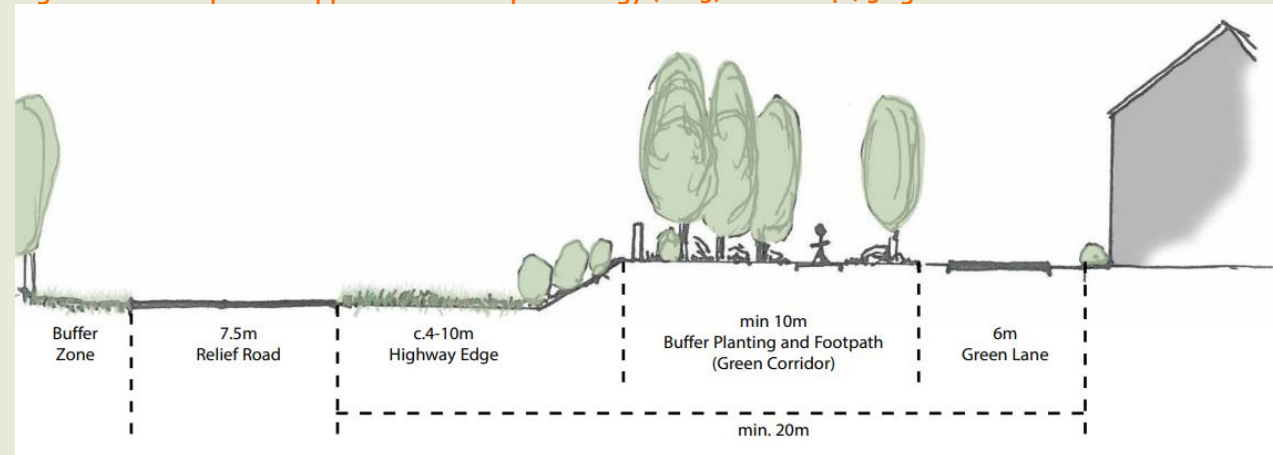 Buffer
Zone
7.5m
Relief Road
c.4-10m
Highway Edge
min 10m
Buffer Planting and Footpath
(Green Corridor)
6m
Green Lane
min. 20m